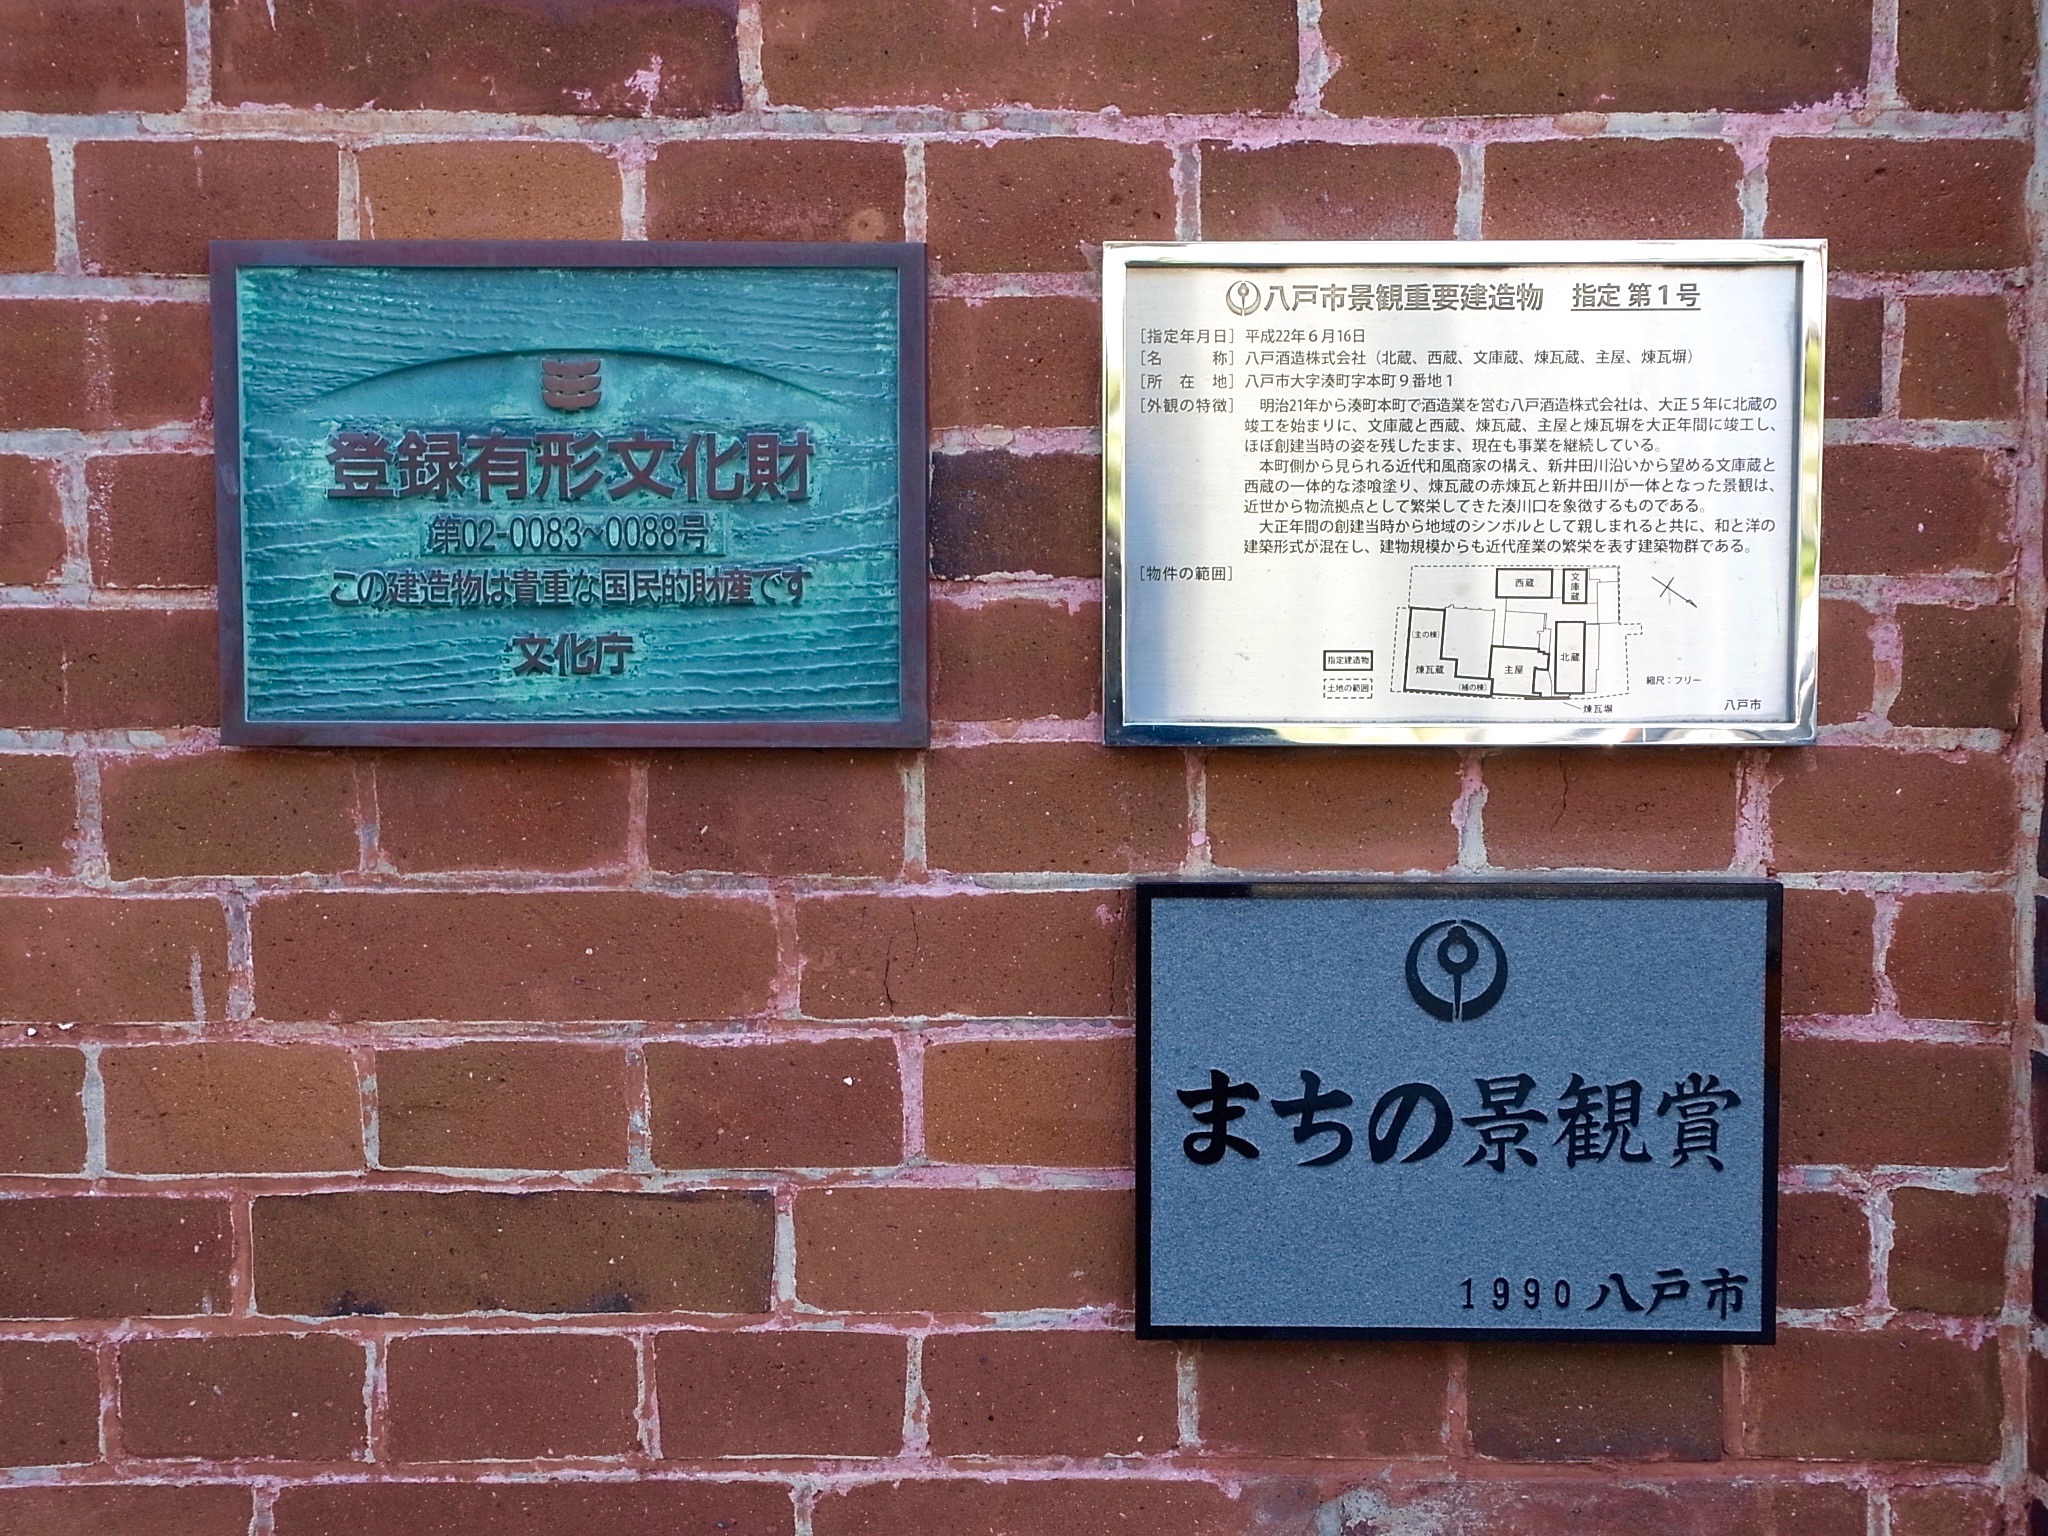 登録有形文化財
第02-0083~0088号
この建造物は貴重な国民的財産です
文化庁
八戸市景観重要建造物 指定 第1号
[指定年月日] 平成22年6月16日
[名 称] 八戸酒造株式会社(北蔵、西蔵、文庫蔵、煉瓦蔵、主屋、煉瓦塀)
[所 在 地] 八戸市大字湊町字本町9番地1
[外観の特徴] 明治21年から湊町本町で酒造業を営む八戸酒造株式会社は、大正5年に北蔵の
竣工を始まりに、文庫蔵と西蔵、煉瓦蔵、主屋と煉瓦塀を大正年間に竣工し、
ほぼ創建当時の姿を残したまま、現在も事業を継続している。
本町側から見られる近代和風商家の構え、新井田川沿いから望める文庫蔵と
西蔵の一体的な漆喰塗り、煉瓦蔵の赤煉瓦と新井田川が一体となった景観は、
近世から物流拠点として繁栄してきた湊川口を象徴するものである。
大正年間の創建当時から地域のシンボルとして親しまれると共に、和と洋の
建築形式が混在し、建物規模からも近代産業の繁栄を表す建築物群である。
[物件の範囲]
西蔵
文庫蔵
(主の棟)
煉瓦蔵
(袖の棟)
主屋
北蔵
指定建造物
土地の範囲
煉瓦塀
縮尺:フリー
八戸市
まちの景観賞
1990 八戸市